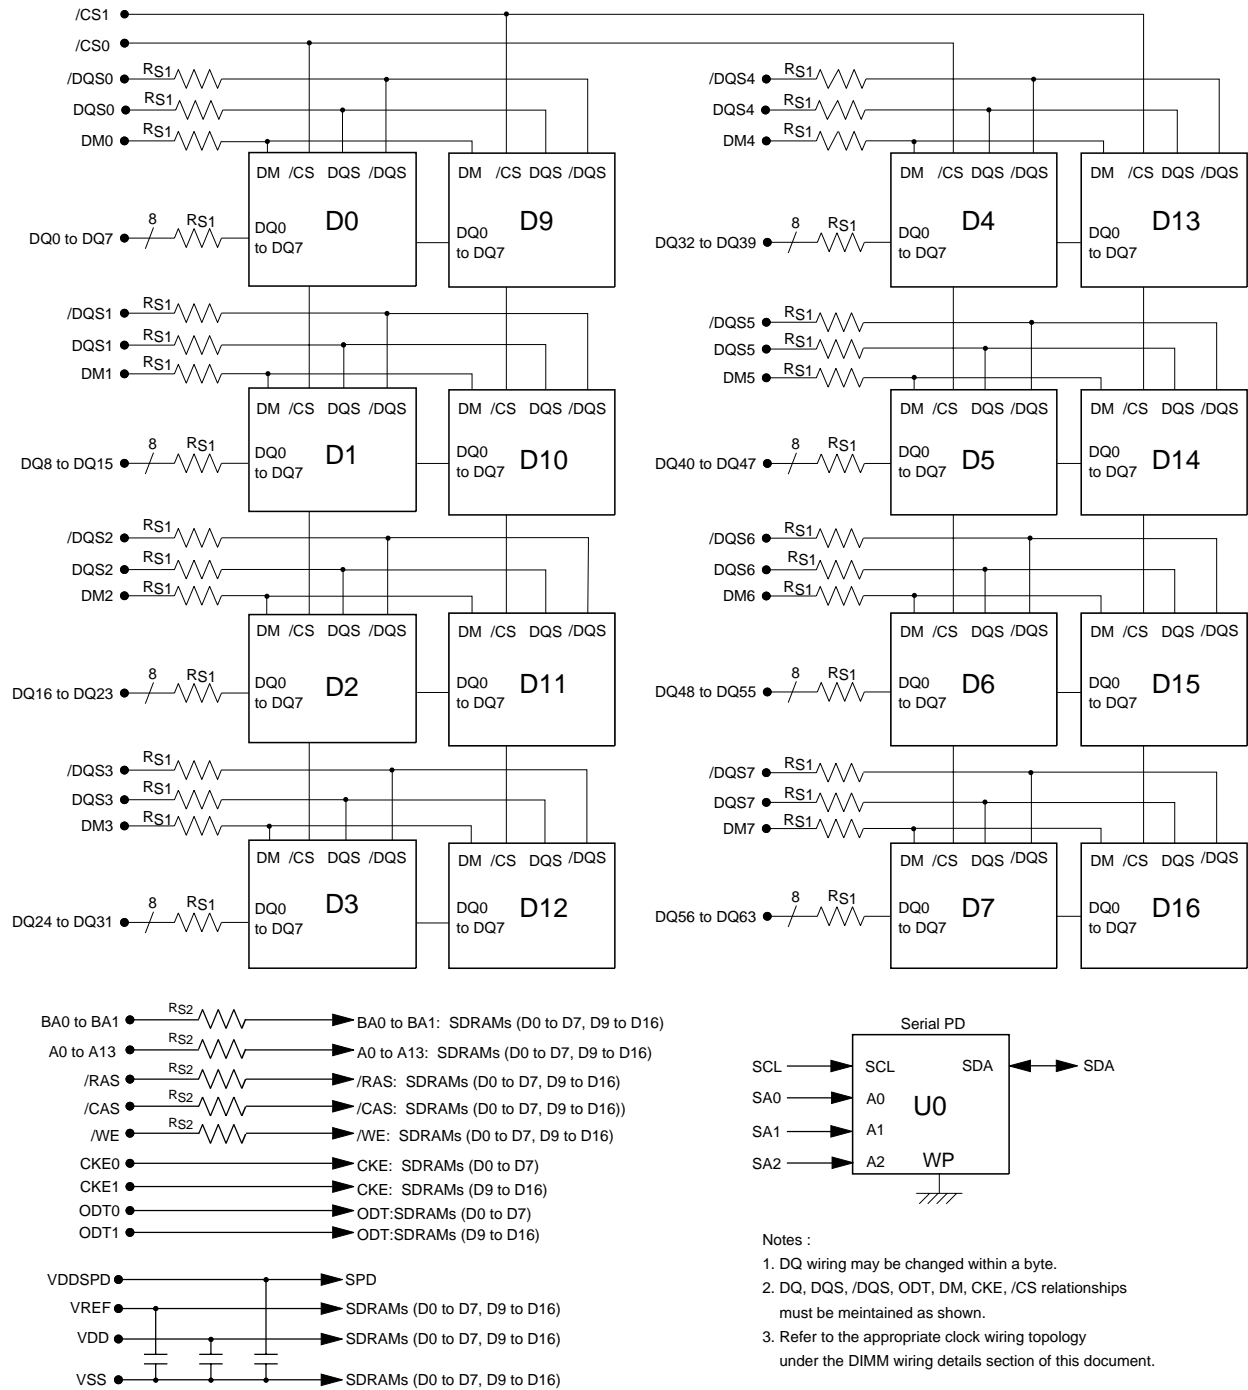 /CS1
/CS0
/DQS0 RS1
DQS0 RS1
DM0 RS1
DM /CS DQS /DQS
D0
DQ0 to DQ7 8 RS1
DQ0
to DQ7
DM /CS DQS /DQS
D9
DQ0
to DQ7
/DQS1 RS1
DQS1 RS1
DM1 RS1
DM /CS DQS /DQS
D1
DQ8 to DQ15 8 RS1
DQ0
to DQ7
DM /CS DQS /DQS
D10
DQ0
to DQ7
/DQS2 RS1
DQS2 RS1
DM2 RS1
DM /CS DQS /DQS
D2
DQ16 to DQ23 8 RS1
DQ0
to DQ7
DM /CS DQS /DQS
D11
DQ0
to DQ7
/DQS3 RS1
DQS3 RS1
DM3 RS1
DM /CS DQS /DQS
D3
DQ24 to DQ31 8 RS1
DQ0
to DQ7
DM /CS DQS /DQS
D12
DQ0
to DQ7
/DQS4 RS1
DQS4 RS1
DM4 RS1
DM /CS DQS /DQS
D4
DQ32 to DQ39 8 RS1
DQ0
to DQ7
DM /CS DQS /DQS
D13
DQ0
to DQ7
/DQS5 RS1
DQS5 RS1
DM5 RS1
DM /CS DQS /DQS
D5
DQ40 to DQ47 8 RS1
DQ0
to DQ7
DM /CS DQS /DQS
D14
DQ0
to DQ7
/DQS6 RS1
DQS6 RS1
DM6 RS1
DM /CS DQS /DQS
D6
DQ48 to DQ55 8 RS1
DQ0
to DQ7
DM /CS DQS /DQS
D15
DQ0
to DQ7
/DQS7 RS1
DQS7 RS1
DM7 RS1
DM /CS DQS /DQS
D7
DQ56 to DQ63 8 RS1
DQ0
to DQ7
DM /CS DQS /DQS
D16
DQ0
to DQ7
BA0 to BA1 RS2 BA0 to BA1: SDRAMs (D0 to D7, D9 to D16)
A0 to A13 RS2 A0 to A13: SDRAMs (D0 to D7, D9 to D16)
/RAS RS2 /RAS: SDRAMs (D0 to D7, D9 to D16)
/CAS RS2 /CAS: SDRAMs (D0 to D7, D9 to D16))
/WE RS2 /WE: SDRAMs (D0 to D7, D9 to D16)
CKE0 CKE: SDRAMs (D0 to D7)
CKE1 CKE: SDRAMs (D9 to D16)
ODT0 ODT:SDRAMs (D0 to D7)
ODT1 ODT:SDRAMs (D9 to D16)
VDDSPD SPD
VREF SDRAMs (D0 to D7, D9 to D16)
VDD SDRAMs (D0 to D7, D9 to D16)
VSS SDRAMs (D0 to D7, D9 to D16)
Serial PD
SCL SCL SDA SDA
SA0 A0
U0
SA1 A1
SA2 A2 WP
Notes :
1. DQ wiring may be changed within a byte.
2. DQ, DQS, /DQS, ODT, DM, CKE, /CS relationships
must be meintained as shown.
3. Refer to the appropriate clock wiring topology
under the DIMM wiring details section of this document.